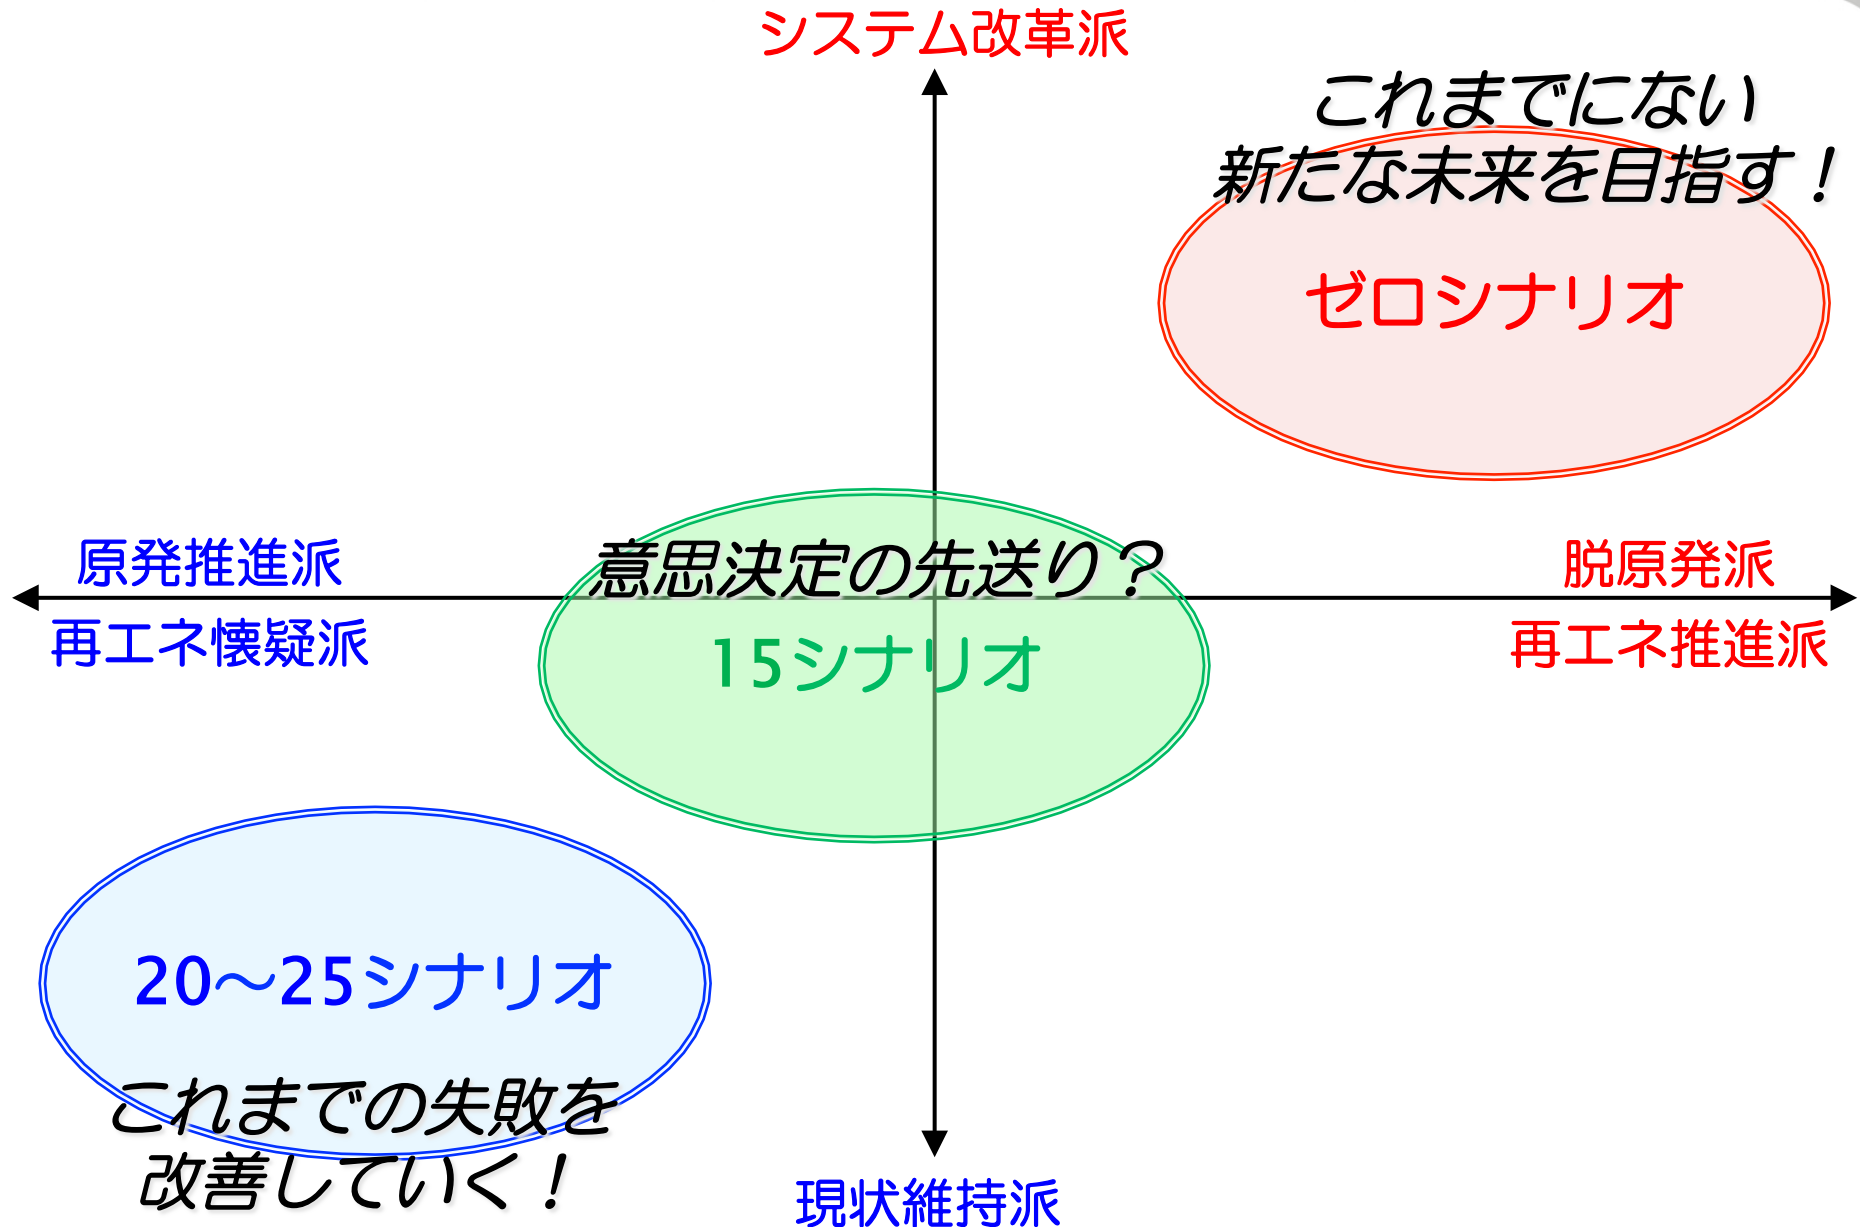 システム改革派
これまでにない
新たな未来を目指す！
ゼロシナリオ
原発推進派
再エネ懐疑派
意思決定の先送り？
15シナリオ
脱原発派
再エネ推進派
20～25シナリオ
これまでの失敗を
改善していく！
現状維持派